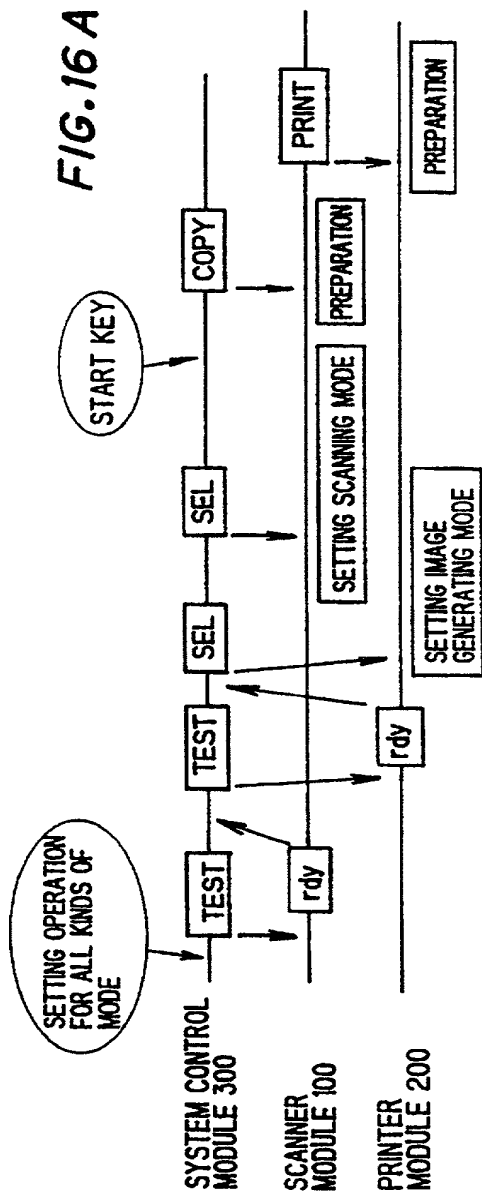 FIG.16 A
SETTING OPERATION
FOR ALL KINDS OF
MODE
START KEY
SYSTEM CONTROL
MODULE 300
TEST
TEST
SEL
SEL
COPY
SCANNER
MODULE 100
rdy
SETTING SCANNING MODE
PREPARATION
PRINT
PRINTER
MODULE 200
rdy
SETTING IMAGE
GENERATING MODE
PREPARATION